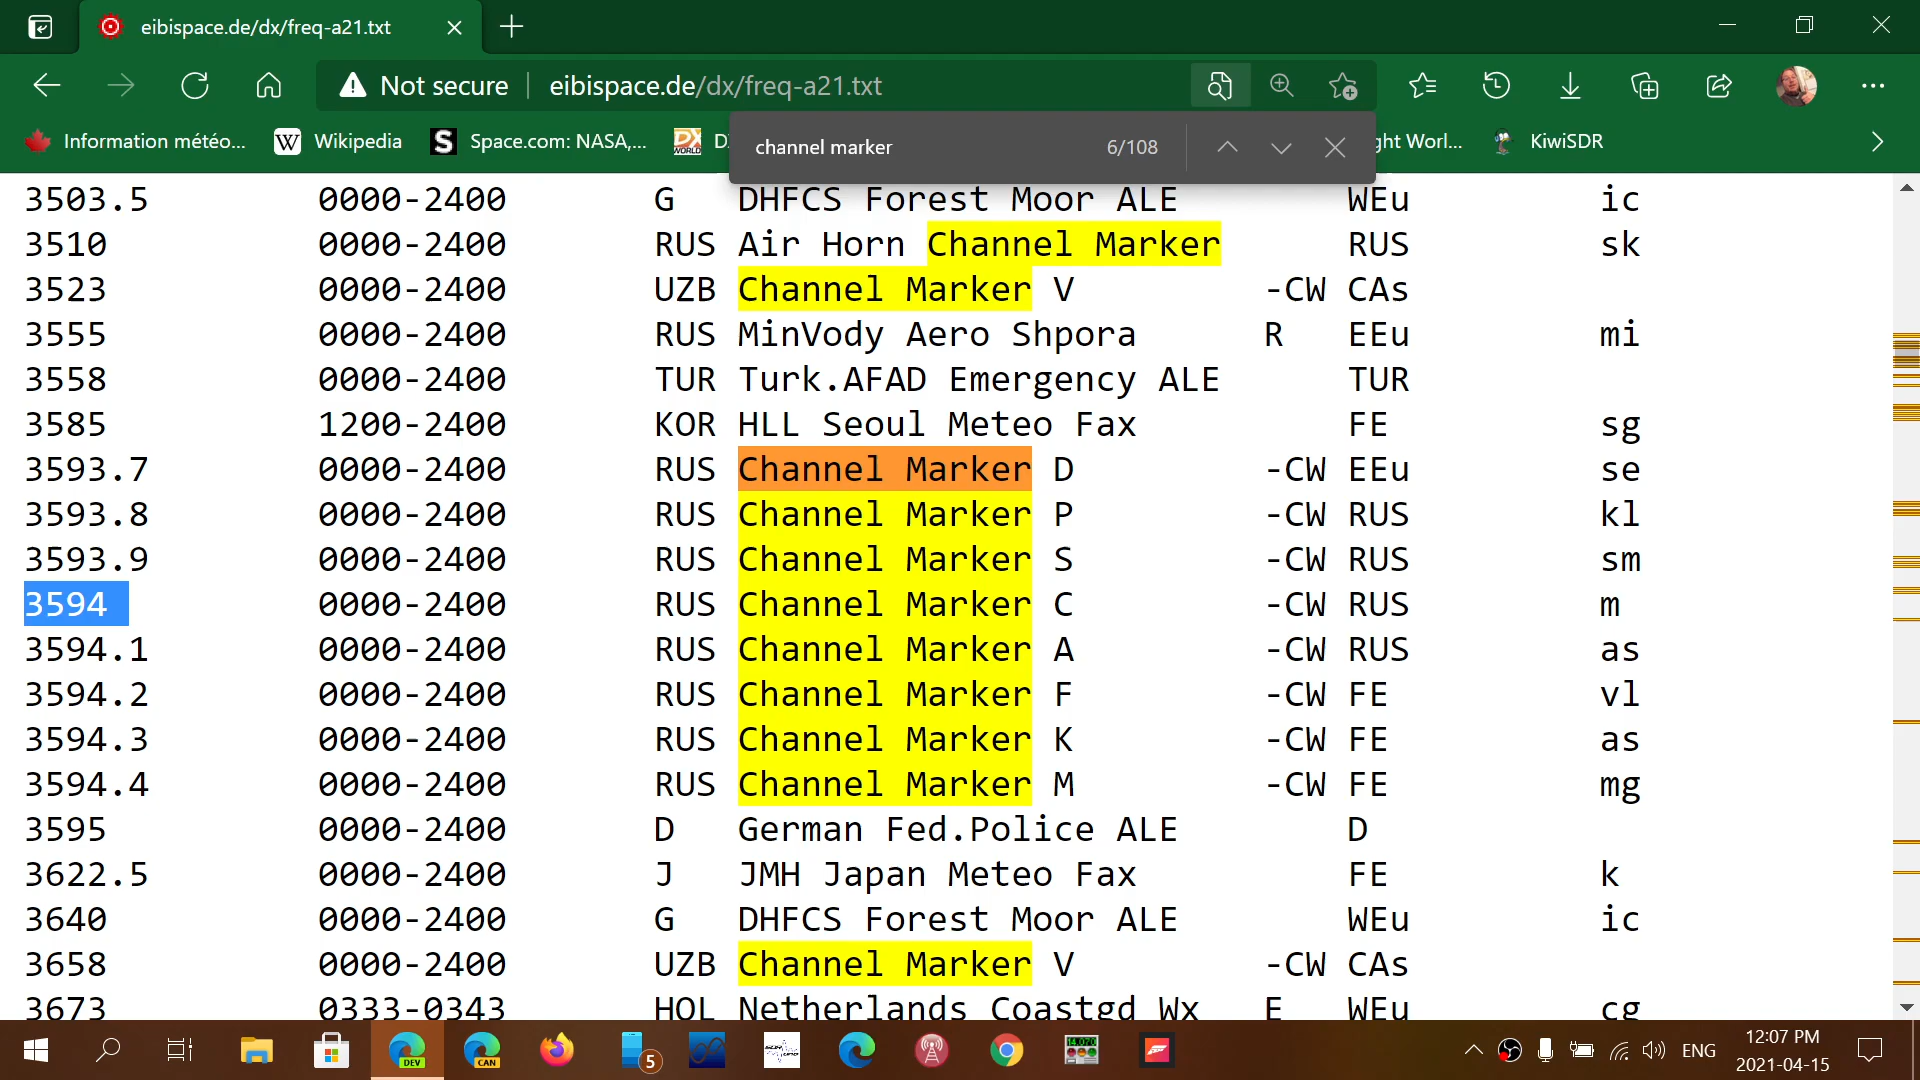 eibispace.de/dx/freq-a21.txt
Not secure eibispace.de/dx/freq-a21.txt
Information météo... W Wikipedia S Space.com: NASA,... DX WORLD ght Worl... KiwiSDR
channel marker 6/108
3503.5 0000-2400 G DHFCS Forest Moor ALE WEu ic
3510 0000-2400 RUS Air Horn Channel Marker RUS sk
3523 0000-2400 UZB Channel Marker V -CW CAs
3555 0000-2400 RUS MinVody Aero Shpora R EEu mi
3558 0000-2400 TUR Turk.AFAD Emergency ALE TUR
3585 1200-2400 KOR HLL Seoul Meteo Fax FE sg
3593.7 0000-2400 RUS Channel Marker D -CW EEu se
3593.8 0000-2400 RUS Channel Marker P -CW RUS kl
3593.9 0000-2400 RUS Channel Marker S -CW RUS sm
3594 0000-2400 RUS Channel Marker C -CW RUS m
3594.1 0000-2400 RUS Channel Marker A -CW RUS as
3594.2 0000-2400 RUS Channel Marker F -CW FE vl
3594.3 0000-2400 RUS Channel Marker K -CW FE as
3594.4 0000-2400 RUS Channel Marker M -CW FE mg
3595 0000-2400 D German Fed.Police ALE D
3622.5 0000-2400 J JMH Japan Meteo Fax FE k
3640 0000-2400 G DHFCS Forest Moor ALE WEu ic
3658 0000-2400 UZB Channel Marker V -CW CAs
3673 0333-0343 HOL Netherlands Coastgd Wx E WEu cg
DEV CAN 5 14.070 ENG 12:07 PM
2021-04-15